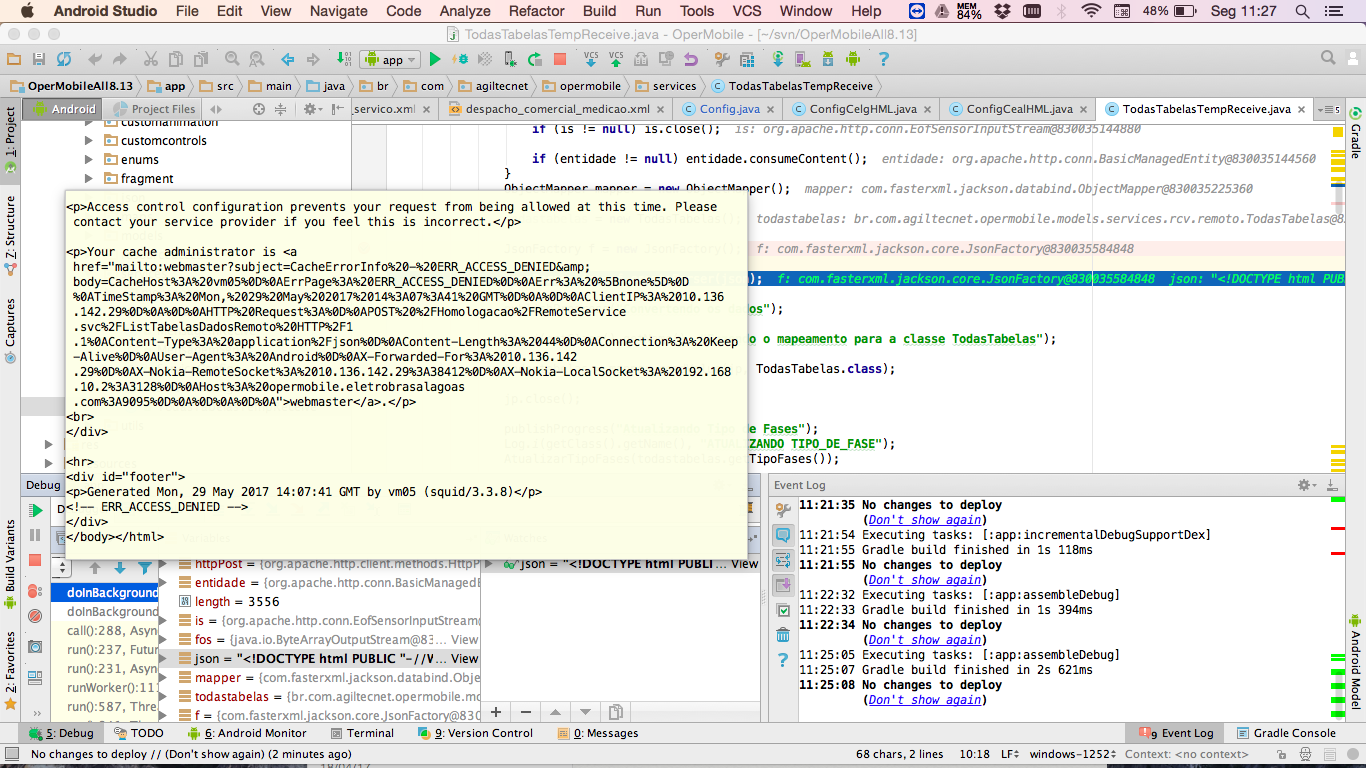 Android Studio File Edit View Navigate Code Analyze Refactor Build Run Tools VCS Window Help MEM 84% 48% Seg 11:27
TodasTabelasTempReceive.java - OperMobile - [~/svn/OperMobileAll8.13]
app VCS VCS
OperMobileAll8.13 app src main java br com agiltecnet opermobile services TodasTabelasTempReceive
Android Project Files servico.xml despacho_comercial_medicao.xml Config.java ConfigCelgHML.java ConfigCealHML.java TodasTabelasTempReceive.java 5
1: Project
Z: Structure
Captures
Build Variants
2: Favorites
Gradle
Android Model
customanimation
customcontrols
enums
fragment
if (is != null) is.close(); is: org.apache.http.conn.EofSensorInputStream@830035144880
if (entidade != null) entidade.consumeContent(); entidade: org.apache.http.conn.BasicManagedEntity@830035144560
}
ObjectMapper mapper = new ObjectMapper(); mapper: com.fasterxml.jackson.databind.ObjectMapper@830035225360
todastabelas: br.com.agiltecnet.opermobile.models.services.rcv.remoto.TodasTabelas@8
JsonFactory f = new JsonFactory(); f: com.fasterxml.jackson.core.JsonFactory@830035584848
); f: com.fasterxml.jackson.core.JsonFactory@830035584848 json: "<!DOCTYPE html PUB
");
o o mapeamento para a classe TodasTabelas");
TodasTabelas.class);
jp.close();
publishProgress("Atualizando Tipo de Fases");
Log.i(getClass().getName(), "ATUALIZANDO TIPO_DE_FASE");
AtualizarTipoFases(todastabelas.getTipoFases());
<p>Access control configuration prevents your request from being allowed at this time. Please
contact your service provider if you feel this is incorrect.</p>
<p>Your cache administrator is <a
href="mailto:webmaster?subject=CacheErrorInfo%20-%20ERR_ACCESS_DENIED&amp;
body=CacheHost%3A%20vm05%0D%0AErrPage%3A%20ERR_ACCESS_DENIED%0D%0AErr%3A%20%5Bnone%5D%0D
%0ATimeStamp%3A%20Mon,%2029%20May%202017%2014%3A07%3A41%20GMT%0D%0A%0D%0AClientIP%3A%2010.136
.142.29%0D%0A%0D%0AHTTP%20Request%3A%0D%0APOST%20%2FHomologacao%2FRemoteService
.svc%2FListTabelasDadosRemoto%20HTTP%2F1
.1%0AContent-Type%3A%20application%2Fjson%0D%0AContent-Length%3A%2044%0D%0AConnection%3A%20Keep
-Alive%0D%0AUser-Agent%3A%20Android%0D%0AX-Forwarded-For%3A%2010.136.142
.29%0D%0AX-Nokia-RemoteSocket%3A%2010.136.142.29%3A38412%0D%0AX-Nokia-LocalSocket%3A%20192.168
.10.2%3A3128%0D%0AHost%3A%20opermobile.eletrobrasalagoas
.com%3A9095%0D%0A%0D%0A%0D%0A">webmaster</a>.</p>
<br>
</div>
<hr>
<div id="footer">
<p>Generated Mon, 29 May 2017 14:07:41 GMT by vm05 (squid/3.3.8)</p>
<!-- ERR_ACCESS_DENIED -->
</div>
</body></html>
Debug
doInBackground
doInBackground
call():288, Asyn
run():237, Futur
run():231, Async
runWorker():111
run():587, Thre
httpPost = {org.apache.http.client.methods.HttpP
entidade = {org.apache.http.conn.BasicManagedE
length = 3556
is = {org.apache.http.conn.EofSensorInputStream
fos = {java.io.ByteArrayOutputStream@83... View
json = "<!DOCTYPE html PUBLIC "-//W... View
mapper = {com.fasterxml.jackson.databind.Obje
todastabelas = {br.com.agiltecnet.opermobile.mo
f = {com.fasterxml.jackson.core.JsonFactory@830
json = "<!DOCTYPE html PUBLI... View
Event Log
11:21:35 No changes to deploy
(Don't show again)
11:21:54 Executing tasks: [:app:incrementalDebugSupportDex]
11:21:55 Gradle build finished in 1s 118ms
11:21:55 No changes to deploy
(Don't show again)
11:22:32 Executing tasks: [:app:assembleDebug]
11:22:33 Gradle build finished in 1s 394ms
11:22:34 No changes to deploy
(Don't show again)
11:25:05 Executing tasks: [:app:assembleDebug]
11:25:07 Gradle build finished in 2s 621ms
11:25:08 No changes to deploy
(Don't show again)
5: Debug TODO 6: Android Monitor Terminal 9: Version Control 0: Messages 9 Event Log Gradle Console
No changes to deploy // (Don't show again) (2 minutes ago) 68 chars, 2 lines 10:18 LF÷ windows-1252÷ Context: <no context>